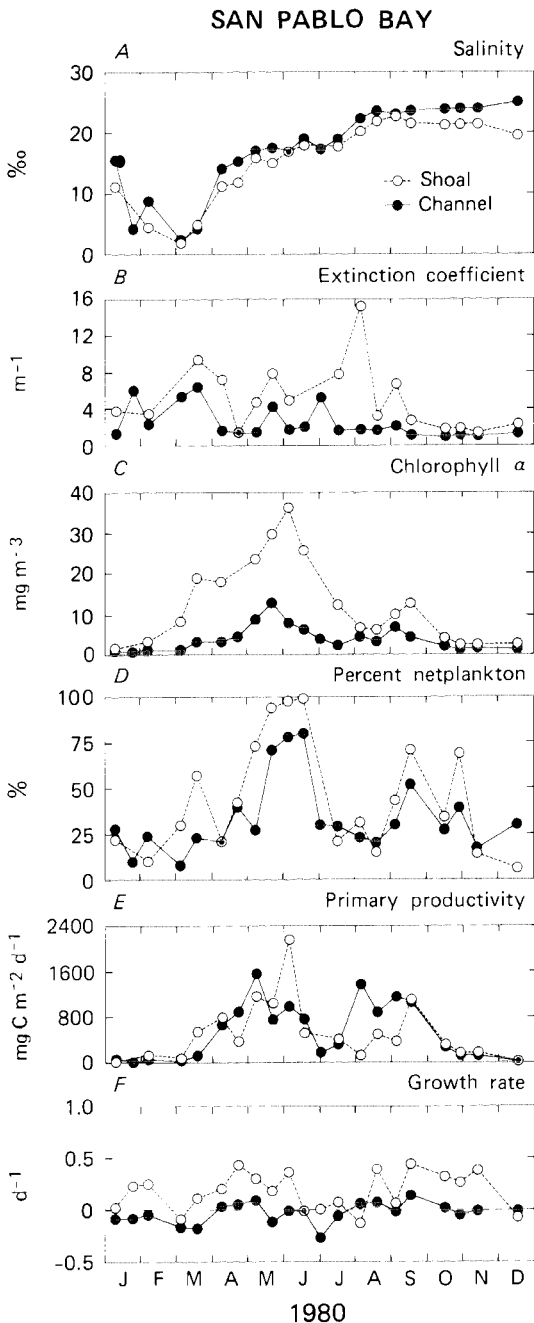 SAN PABLO BAY
A Salinity
30
20
10
0
‰
Shoal
Channel
B Extinction coefficient
16
12
8
4
0
m⁻¹
C Chlorophyll α
40
30
20
10
0
mg m⁻³
D Percent netplankton
100
75
50
25
0
%
E Primary productivity
2400
1600
800
0
mg C m⁻² d⁻¹
F Growth rate
1.0
0.5
0
-0.5
d⁻¹
J F M A M J J A S O N D
1980